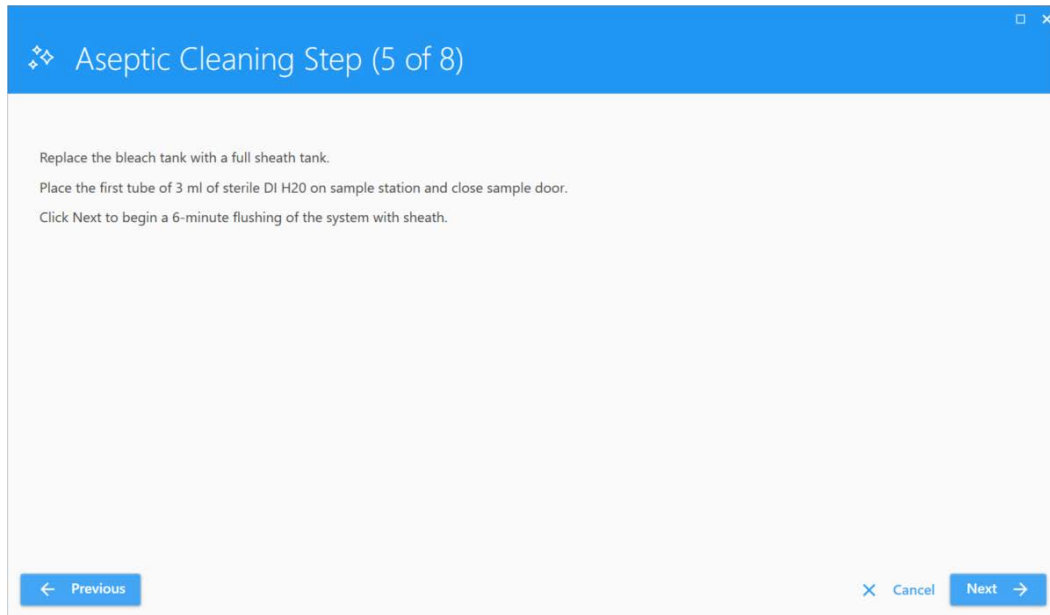 Aseptic Cleaning Step (5 of 8)
Replace the bleach tank with a full sheath tank.
Place the first tube of 3 ml of sterile DI H20 on sample station and close sample door.
Click Next to begin a 6-minute flushing of the system with sheath.
Previous
Cancel
Next